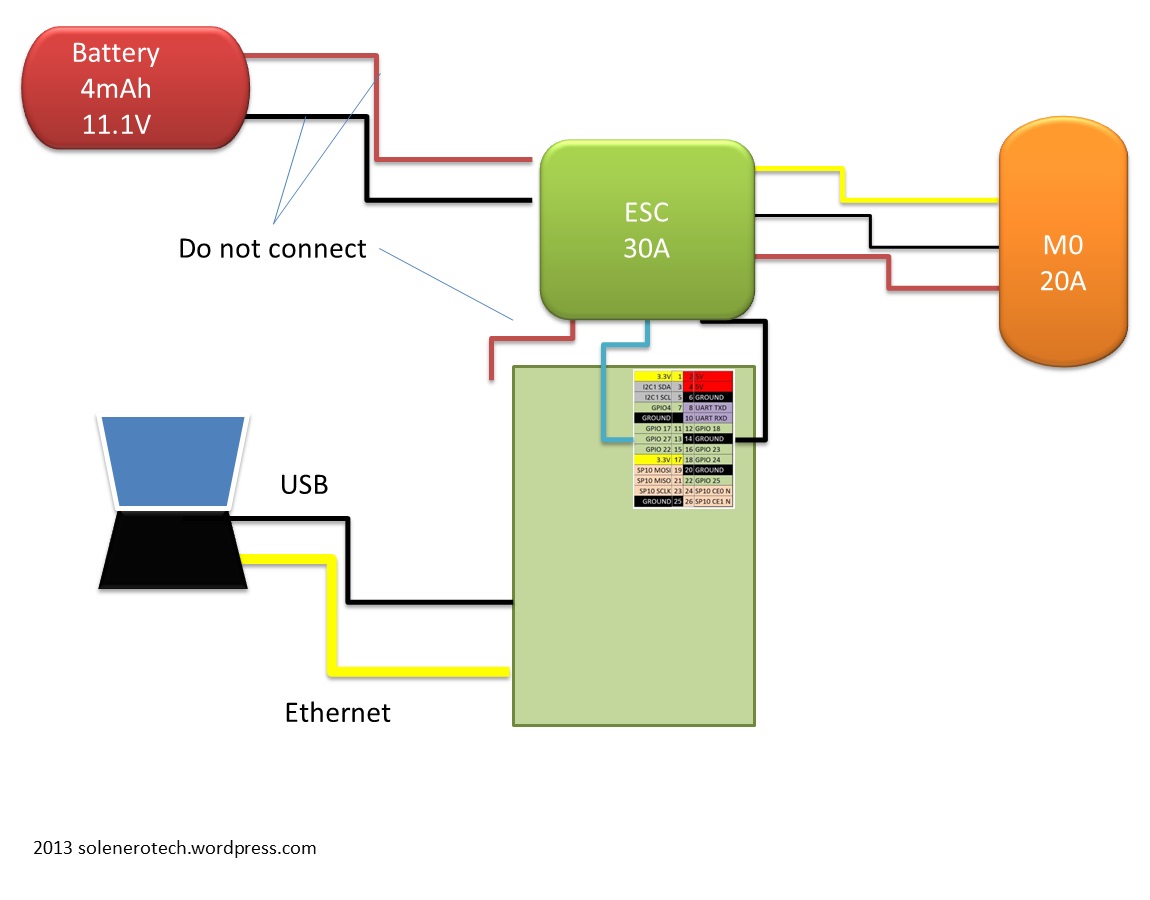 Battery
4mAh
11.1V
ESC
30A
Do not connect
M0
20A
3.3V 1 2 5V
I2C1 SDA 3 4 5V
I2C1 SCL 5 6 GROUND
GPIO4 7 8 UART TXD
GROUND 10 UART RXD
GPIO 17 11 12 GPIO 18
GPIO 27 13 14 GROUND
GPIO 22 15 16 GPIO 23
3.3V 17 18 GPIO 24
SP10 MOSI 19 20 GROUND
SP10 MISO 21 22 GPIO 25
SP10 SCLK 23 24 SP10 CE0 N
GROUND 25 26 SP10 CE1 N
USB
Ethernet
2013 solenerotech.wordpress.com